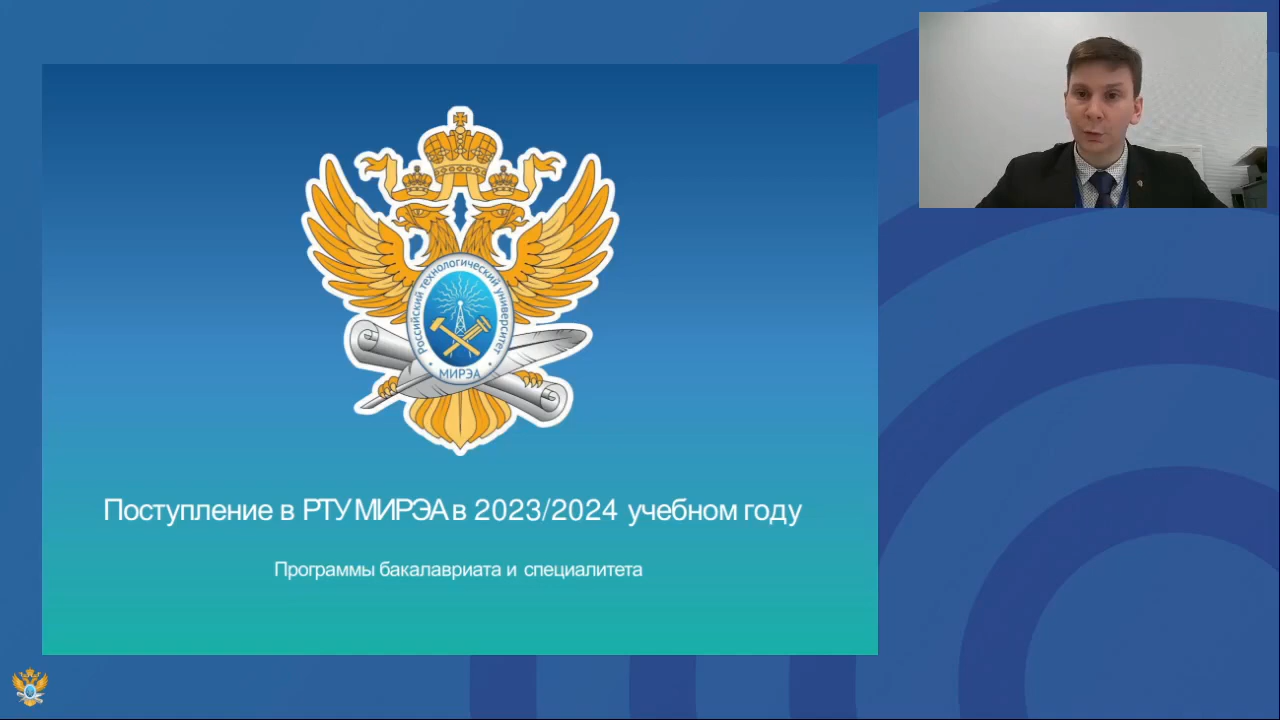 Российский технологический университет
МИРЭА
Поступление в РТУ МИРЭА в 2023/2024 учебном году
Программы бакалавриата и специалитета